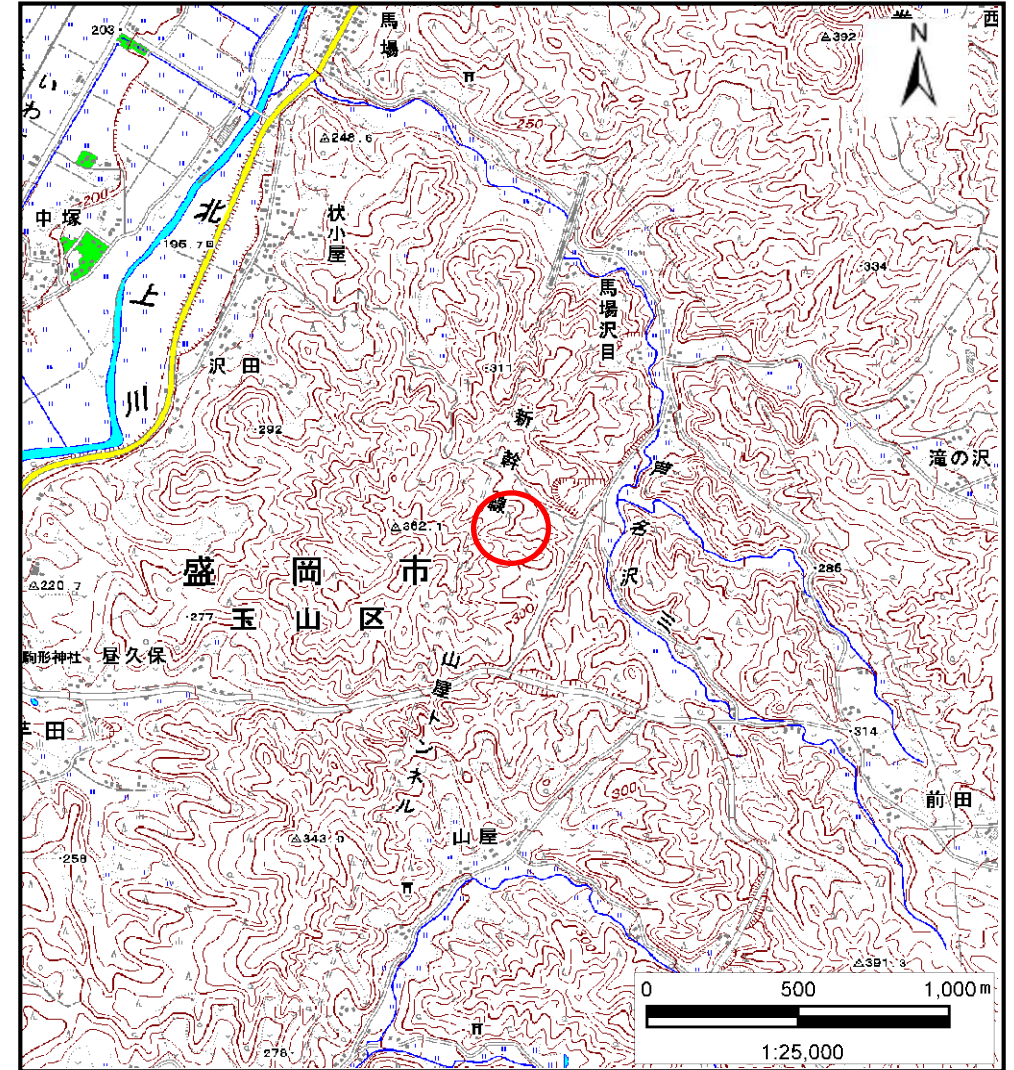 203
馬場
392
西
N
い
わ
250
248.6
200
中塚
北上川
195.7
状小屋
334
馬場沢目
311
沢田
新幹線
292
滝の沢
362.1
名沢
三
286
盛岡市
220.7
277
玉山区
300
駒形神社
昼久保
山屋トンネル
田
314
300
前田
343.0
山屋
258
300
391.3
278
0 500 1,000m
1:25,000